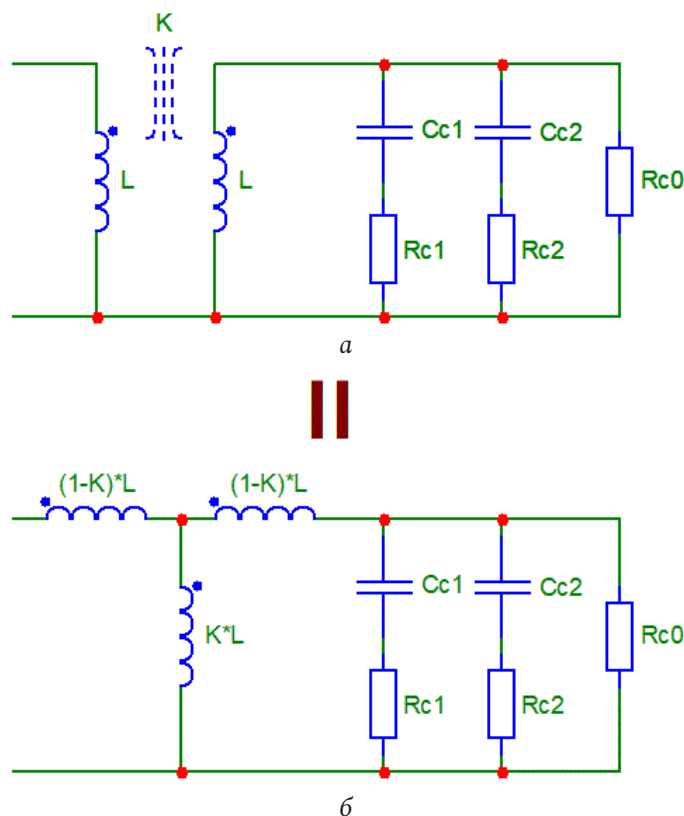 K
L L Cc1 Cc2 Rc0
Rc1 Rc2
а
(1-K)*L (1-K)*L
K*L Cc1 Cc2 Rc0
Rc1 Rc2
б